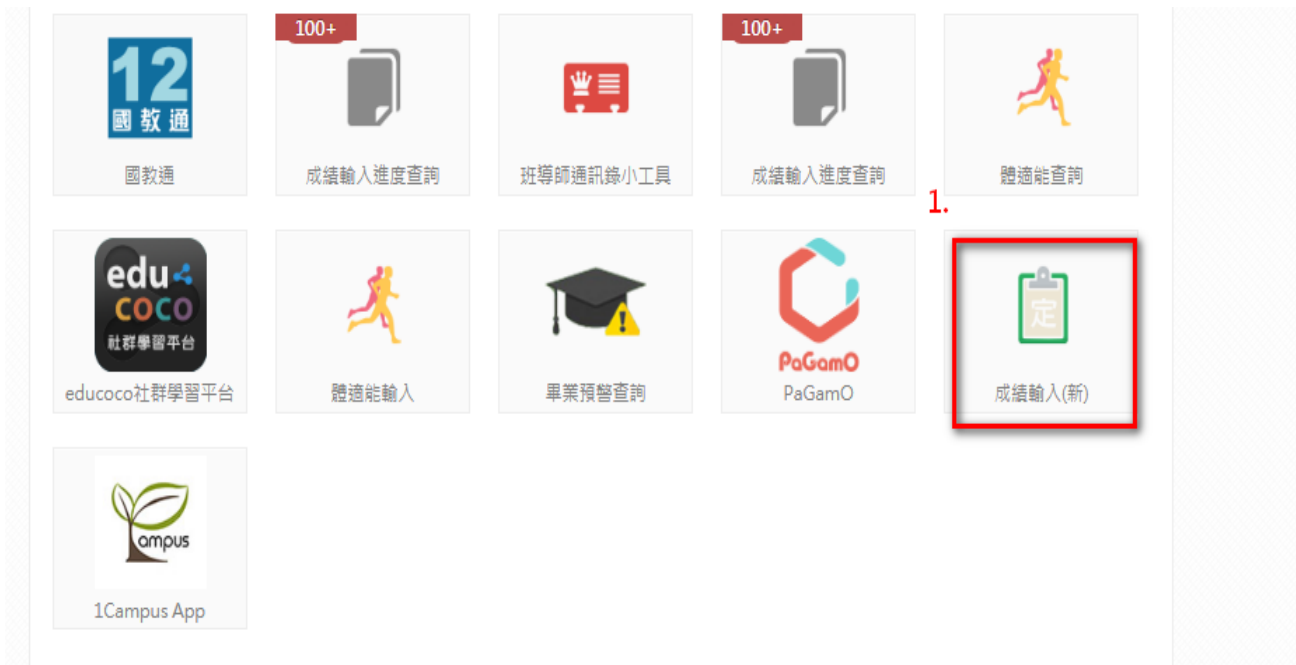 100+
100+
12
國教通
國教通
成績輸入進度查詢
班導師通訊錄小工具
成績輸入進度查詢
體適能查詢
1.
edu
coco
社群學習平台
educoco社群學習平台
體適能輸入
畢業預警查詢
PaGamO
PaGamO
定
成績輸入(新)
Campus
1Campus App